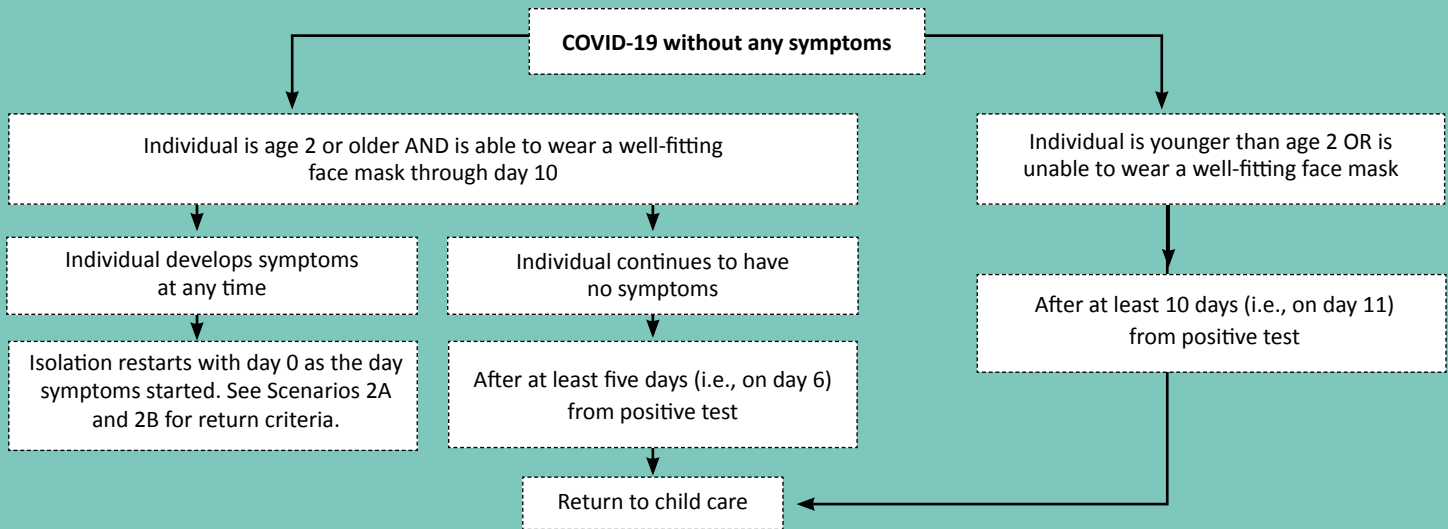 COVID-19 without any symptoms
Individual is age 2 or older AND is able to wear a well-fitting
face mask through day 10
Individual is younger than age 2 OR is
unable to wear a well-fitting face mask
Individual develops symptoms
at any time
Individual continues to have
no symptoms
After at least 10 days (i.e., on day 11)
from positive test
Isolation restarts with day 0 as the day
symptoms started. See Scenarios 2A
and 2B for return criteria.
After at least five days (i.e., on day 6)
from positive test
Return to child care